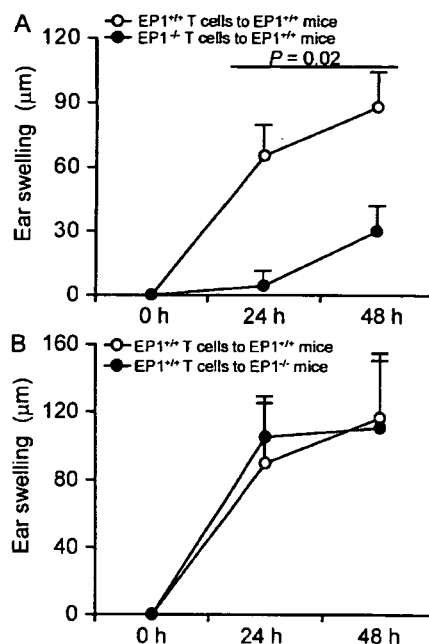 A
EP1+/+ T cells to EP1+/+ mice
EP1-/- T cells to EP1+/+ mice
120
P = 0.02
90
60
30
0
Ear swelling (μm)
0 h 24 h 48 h
B
EP1+/+ T cells to EP1+/+ mice
EP1+/+ T cells to EP1-/- mice
160
120
80
40
0
Ear swelling (μm)
0 h 24 h 48 h